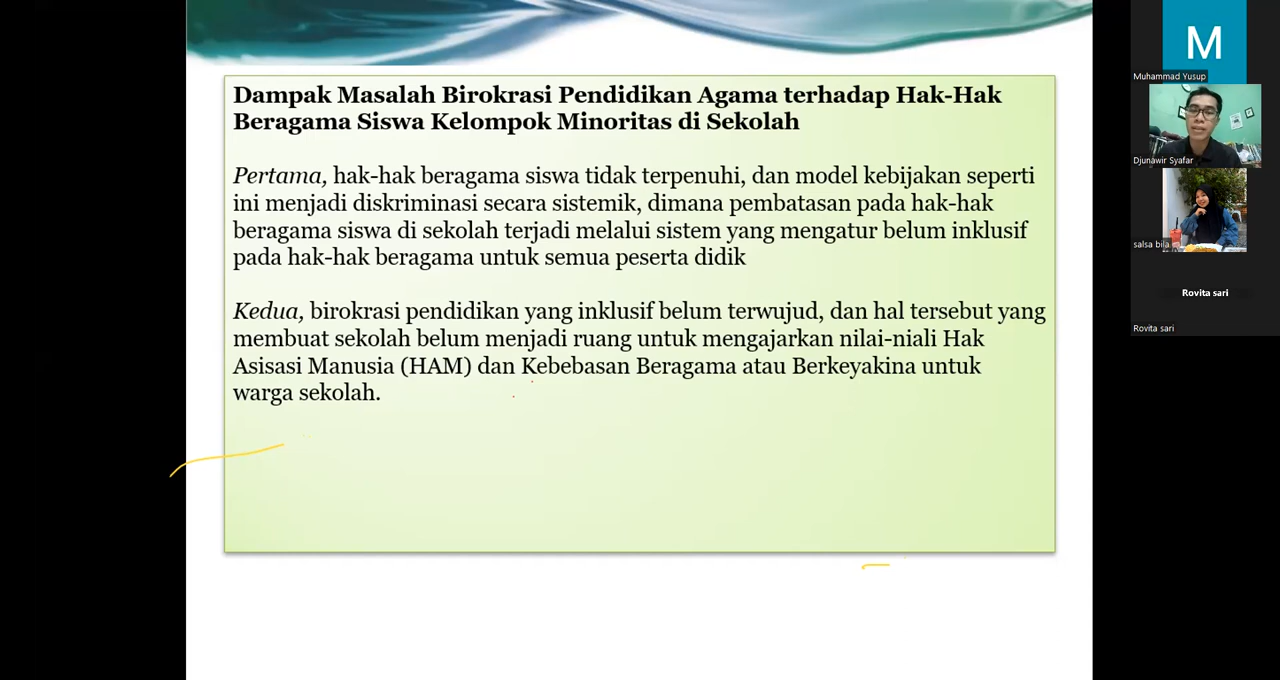 Dampak Masalah Birokrasi Pendidikan Agama terhadap Hak-Hak
Beragama Siswa Kelompok Minoritas di Sekolah
Pertama, hak-hak beragama siswa tidak terpenuhi, dan model kebijakan seperti
ini menjadi diskriminasi secara sistemik, dimana pembatasan pada hak-hak
beragama siswa di sekolah terjadi melalui sistem yang mengatur belum inklusif
pada hak-hak beragama untuk semua peserta didik
Kedua, birokrasi pendidikan yang inklusif belum terwujud, dan hal tersebut yang
membuat sekolah belum menjadi ruang untuk mengajarkan nilai-niali Hak
Asisasi Manusia (HAM) dan Kebebasan Beragama atau Berkeyakina untuk
warga sekolah.
M
Muhammad Yusup
Djunawir Syafar
salsa bila
Rovita sari
Rovita sari